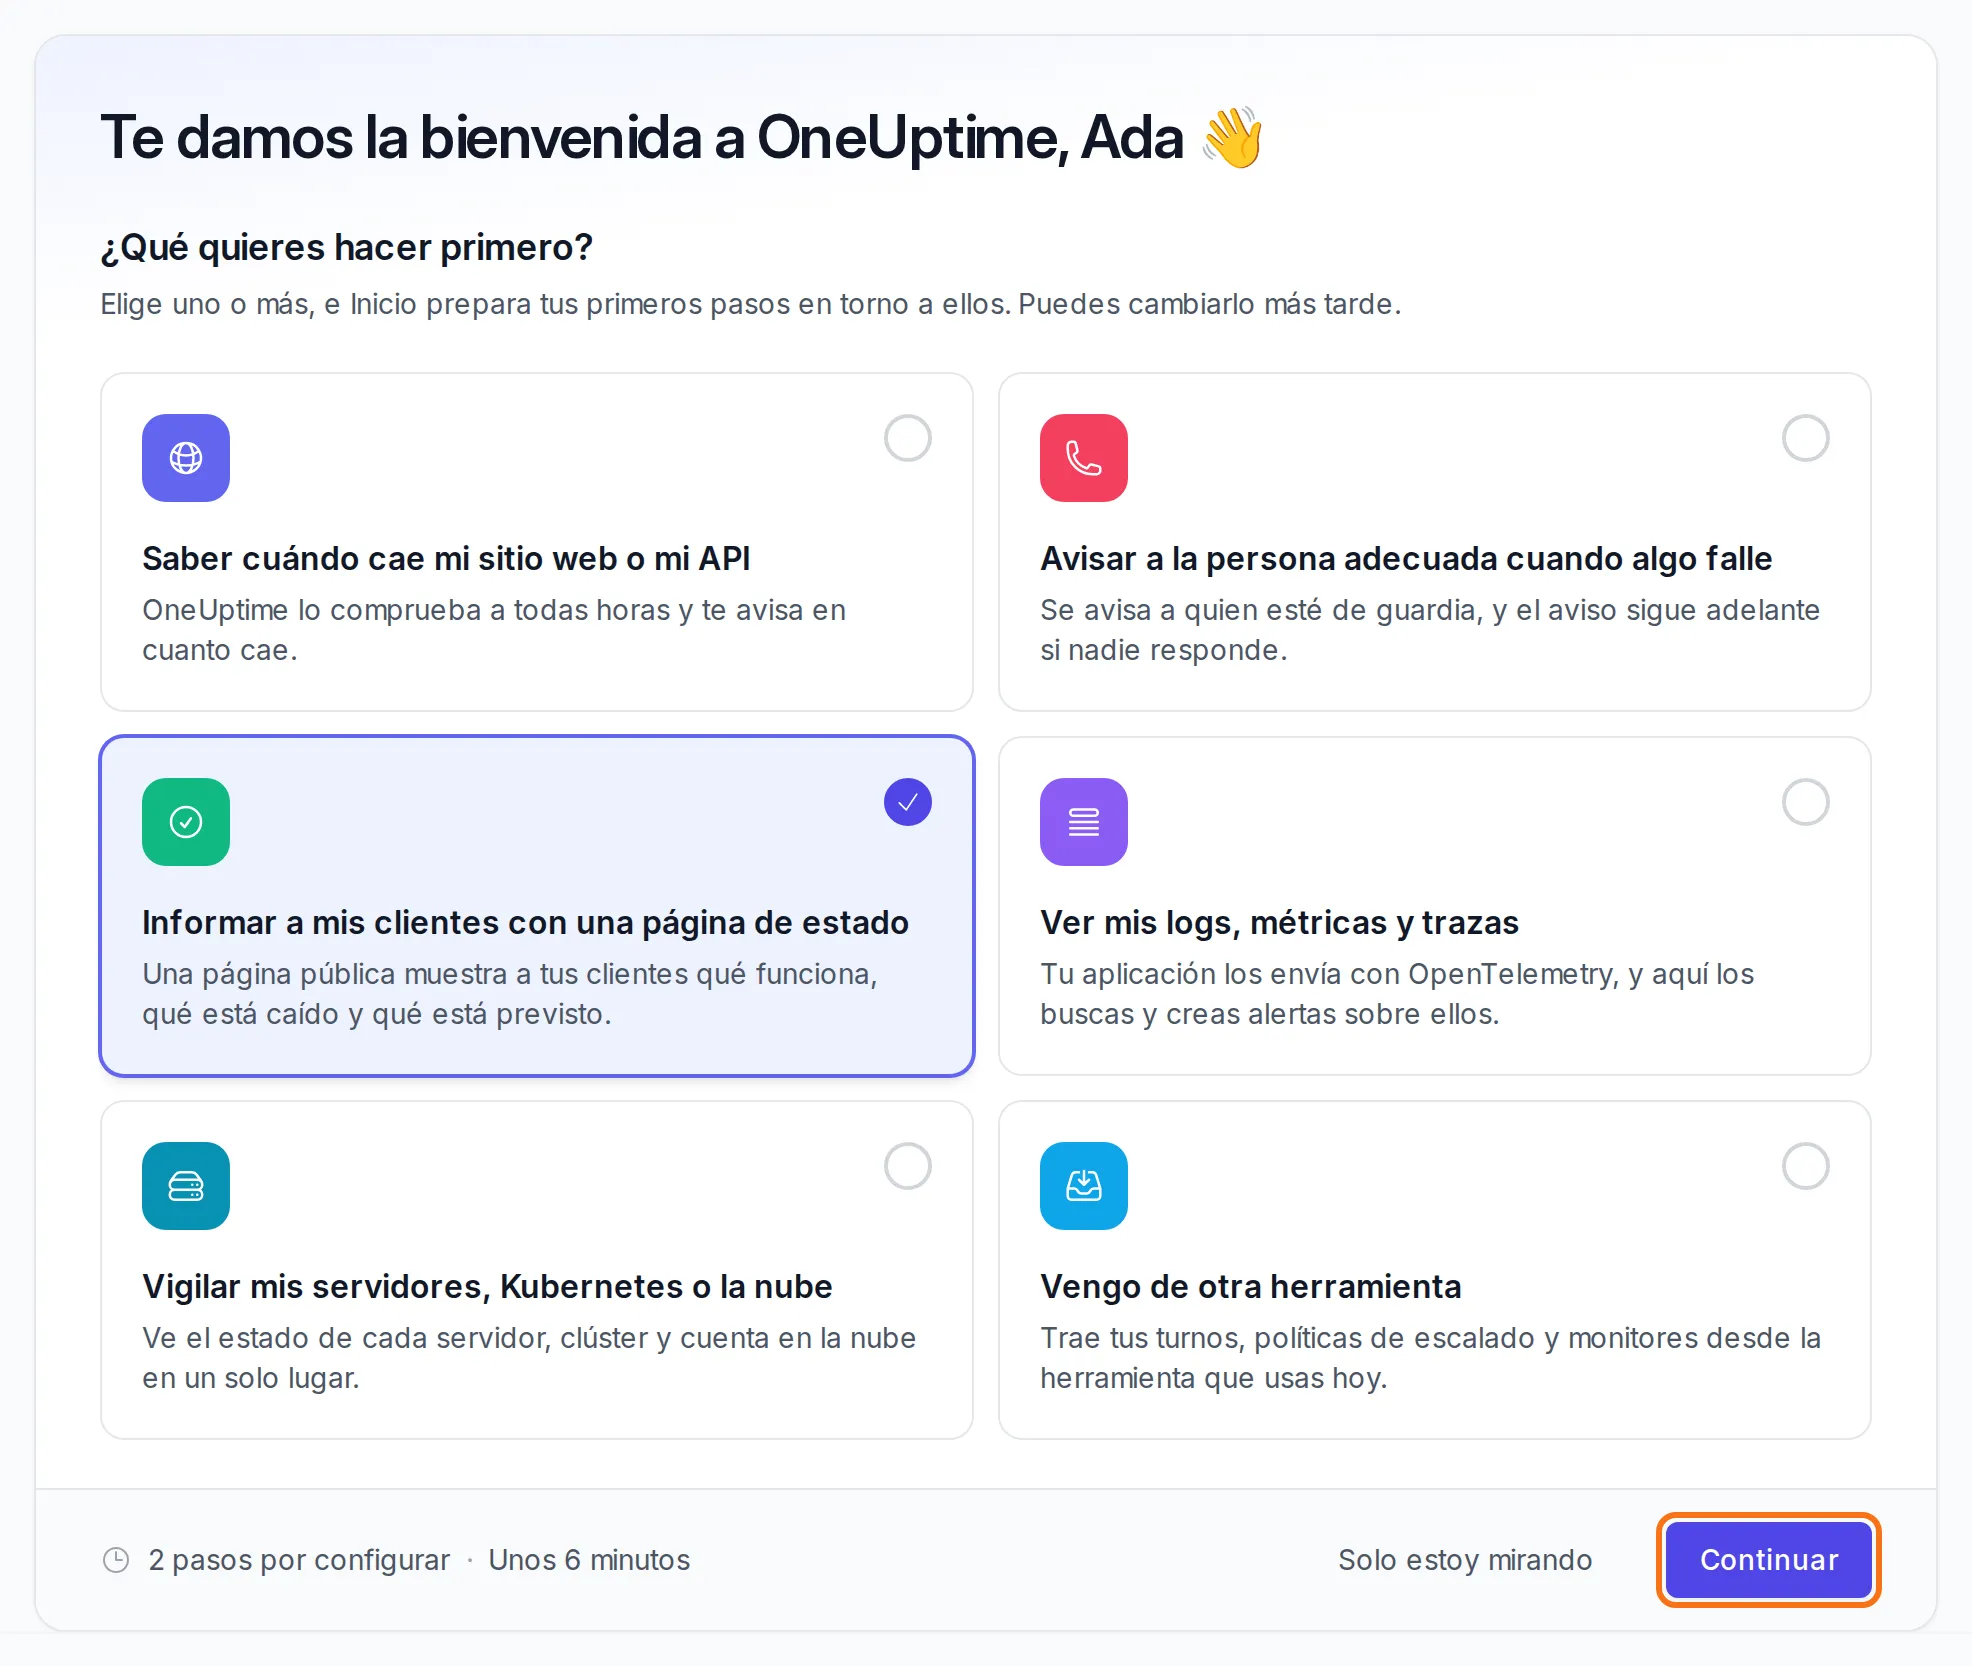 Te damos la bienvenida a OneUptime, Ada 👋
¿Qué quieres hacer primero?
Elige uno o más, e Inicio prepara tus primeros pasos en torno a ellos. Puedes cambiarlo más tarde.
Saber cuándo cae mi sitio web o mi API
OneUptime lo comprueba a todas horas y te avisa en
cuanto cae.
Avisar a la persona adecuada cuando algo falle
Se avisa a quien esté de guardia, y el aviso sigue adelante
si nadie responde.
Informar a mis clientes con una página de estado
Una página pública muestra a tus clientes qué funciona,
qué está caído y qué está previsto.
Ver mis logs, métricas y trazas
Tu aplicación los envía con OpenTelemetry, y aquí los
buscas y creas alertas sobre ellos.
Vigilar mis servidores, Kubernetes o la nube
Ve el estado de cada servidor, clúster y cuenta en la nube
en un solo lugar.
Vengo de otra herramienta
Trae tus turnos, políticas de escalado y monitores desde la
herramienta que usas hoy.
2 pasos por configurar · Unos 6 minutos
Solo estoy mirando
Continuar